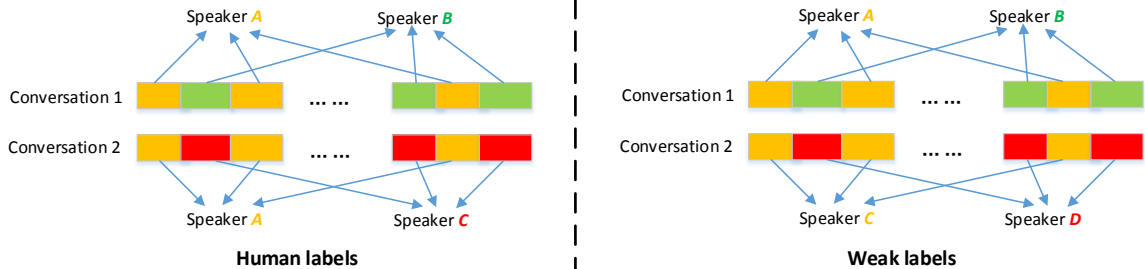 Speaker A
Speaker B
Conversation 1
... ...
Conversation 2
... ...
Speaker A
Speaker C
Human labels
Speaker A
Speaker B
Conversation 1
... ...
Conversation 2
... ...
Speaker C
Speaker D
Weak labels